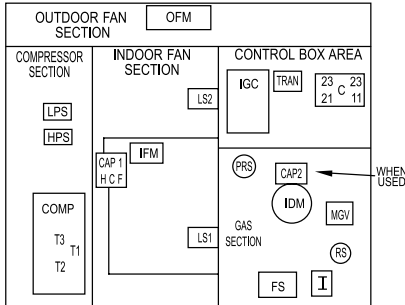 OUTDOOR FAN
SECTION
OFM
COMPRESSOR
SECTION
INDOOR FAN
SECTION
CONTROL BOX AREA
LPS
HPS
COMP
T3
T1
T2
LS2
CAP 1
H C F
IFM
LS1
IGC
TRAN
23 23
C
21 11
PRS
CAP2
WHEN
USED
IDM
MGV
GAS
SECTION
RS
FS
I